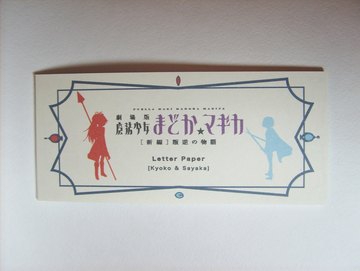 PUELLA MAGI MADOKA MAGICA
劇場版
魔法少女まどか★マギカ
[新編]叛逆の物語
Letter Paper
[Kyoko & Sayaka]